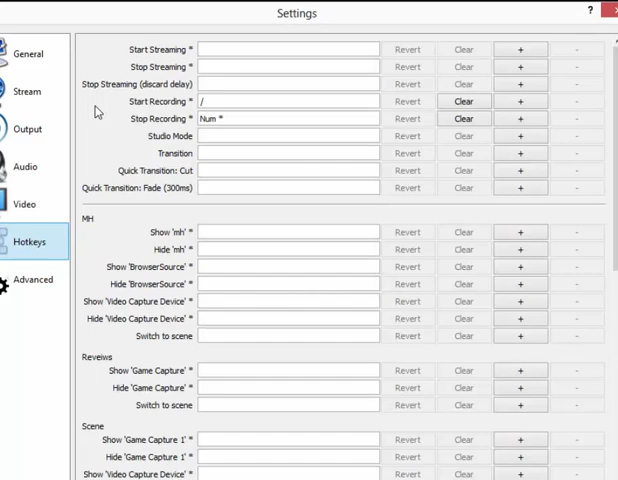 Settings
?
General
Stream
Output
Audio
Video
Hotkeys
Advanced
Start Streaming * Revert Clear + -
Stop Streaming * Revert Clear + -
Stop Streaming (discard delay) Revert Clear + -
Start Recording * / Revert Clear + -
Stop Recording * Num * Revert Clear + -
Studio Mode Revert Clear + -
Transition Revert Clear + -
Quick Transition: Cut Revert Clear + -
Quick Transition: Fade (300ms) Revert Clear + -
MH
Show 'mh' * Revert Clear + -
Hide 'mh' * Revert Clear + -
Show 'BrowserSource' * Revert Clear + -
Hide 'BrowserSource' * Revert Clear + -
Show 'Video Capture Device' * Revert Clear + -
Hide 'Video Capture Device' * Revert Clear + -
Switch to scene Revert Clear + -
Reveiws
Show 'Game Capture' * Revert Clear + -
Hide 'Game Capture' * Revert Clear + -
Switch to scene Revert Clear + -
Scene
Show 'Game Capture 1' * Revert Clear + -
Hide 'Game Capture 1' * Revert Clear + -
Show 'Video Capture Device' * Revert Clear + -